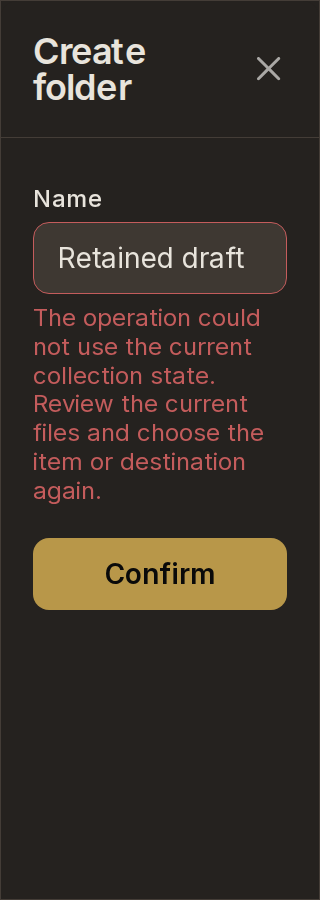 Create
folder
Name
Retained draft
The operation could
not use the current
collection state.
Review the current
files and choose the
item or destination
again.
Confirm